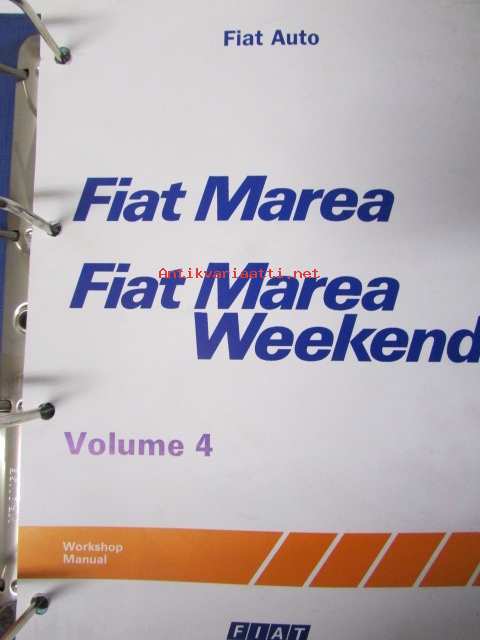 Fiat Auto
Fiat Marea
Antikvariaatti.net
Fiat Marea
Weekend
Volume 4
Workshop
Manual
FIAT